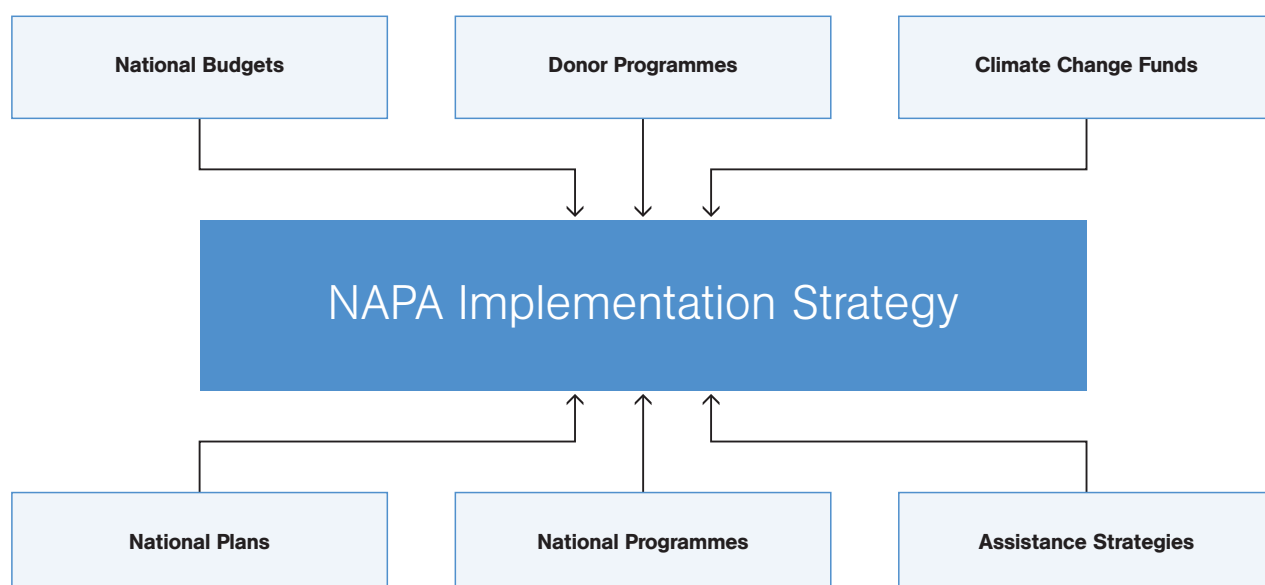 National Budgets
Donor Programmes
Climate Change Funds
NAPA Implementation Strategy
National Plans
National Programmes
Assistance Strategies